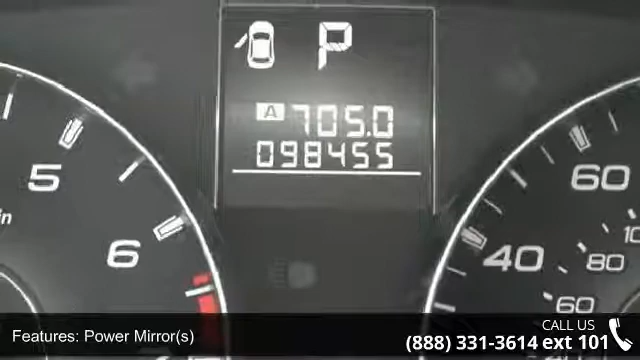 P
A 705.0
098455
5
in
6
60
40
80
60
Features: Power Mirror(s)
CALL US
(888) 331-3614 ext 101